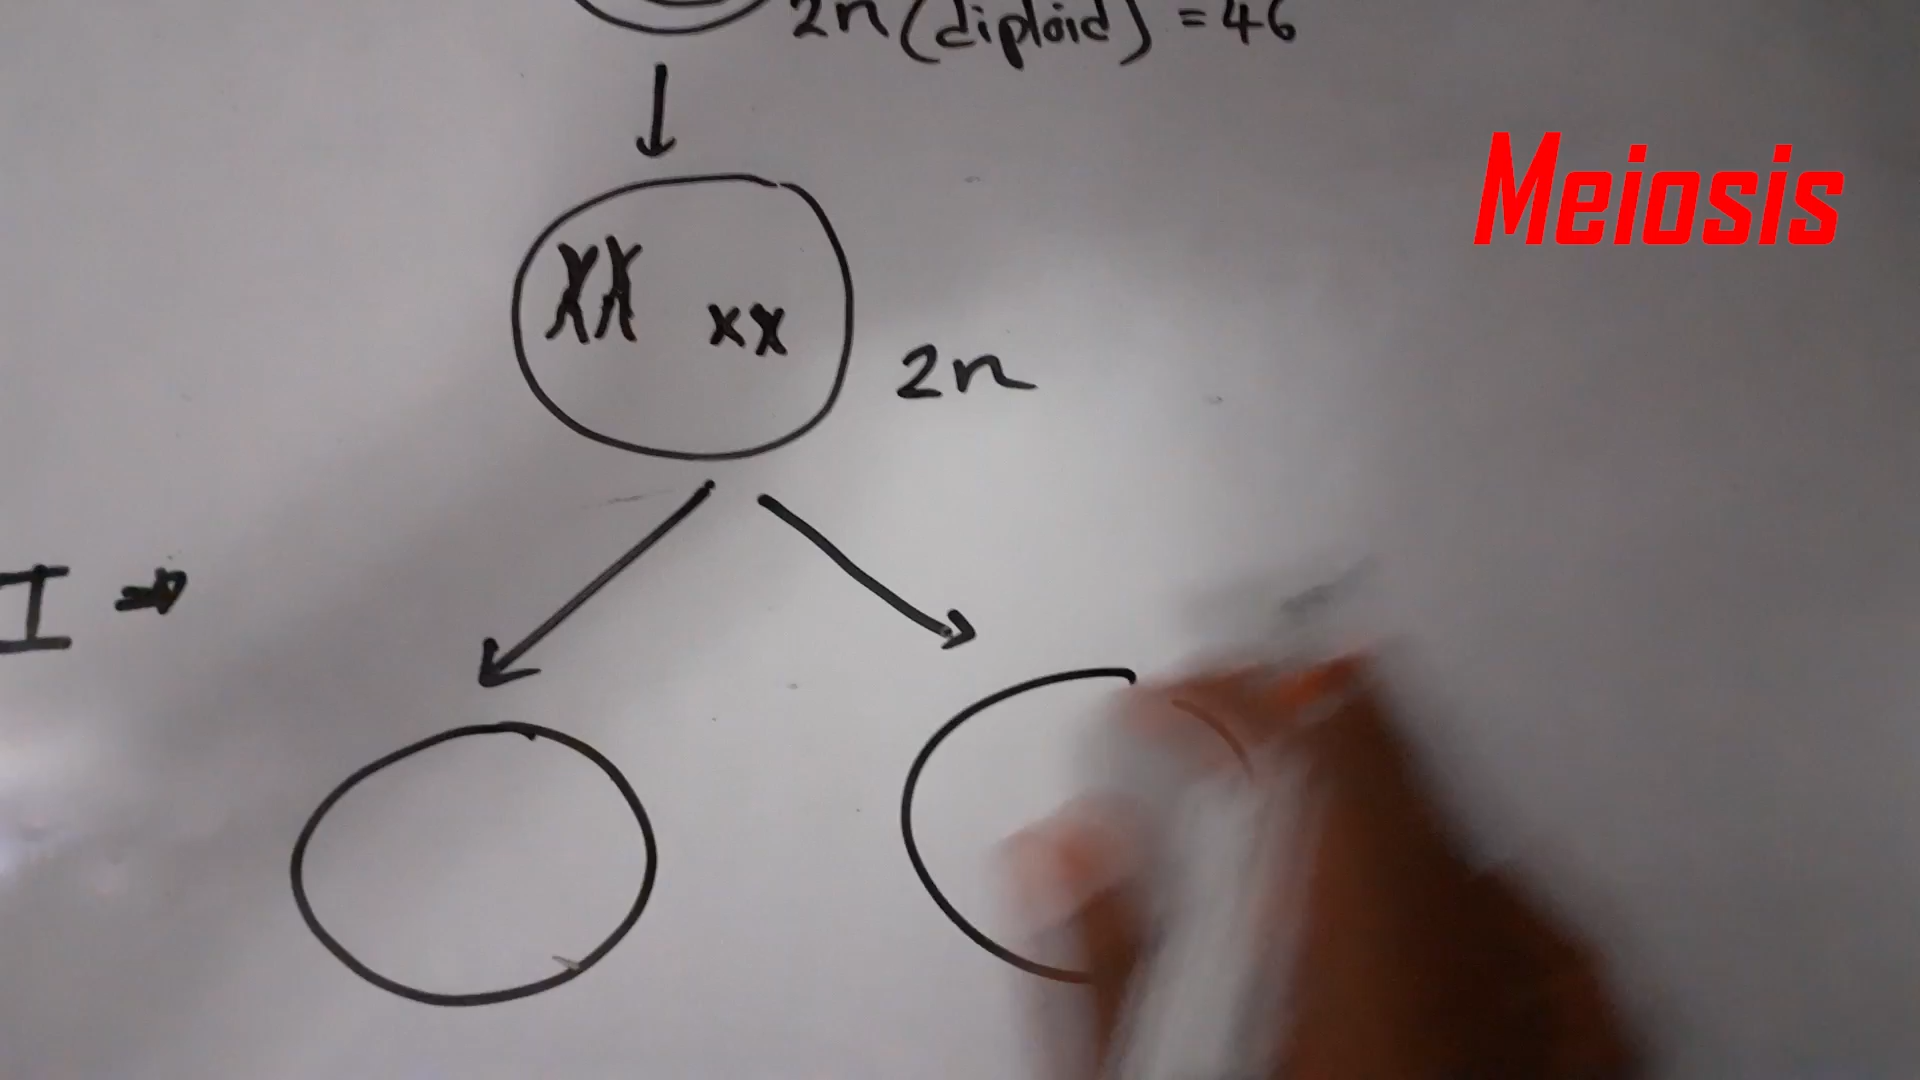 2n (diploid) = 46
Meiosis
XX xx
2n
I →